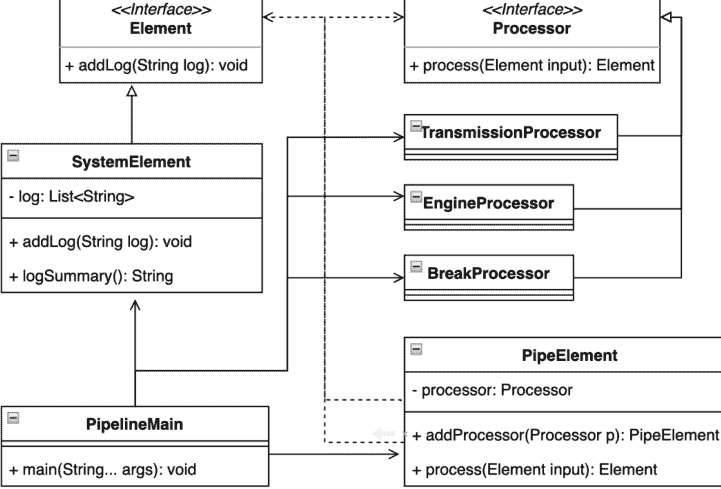 <<Interface>>
Element
+ addLog(String log): void
<<Interface>>
Processor
+ process(Element input): Element
SystemElement
- log: List<String>
+ addLog(String log): void
+ logSummary(): String
TransmissionProcessor
EngineProcessor
BreakProcessor
PipeElement
- processor: Processor
+ addProcessor(Processor p): PipeElement
+ process(Element input): Element
PipelineMain
+ main(String... args): void